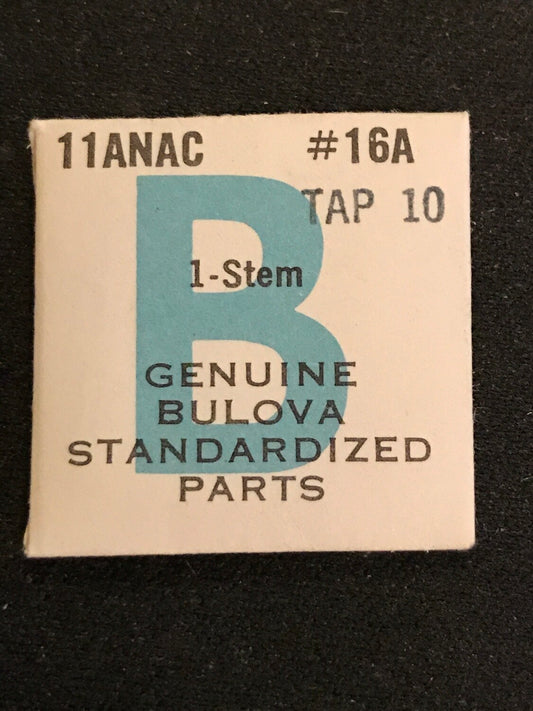 11ANAC #16A
TAP 10
1-Stem
B
GENUINE
BULOVA
STANDARDIZED
PARTS